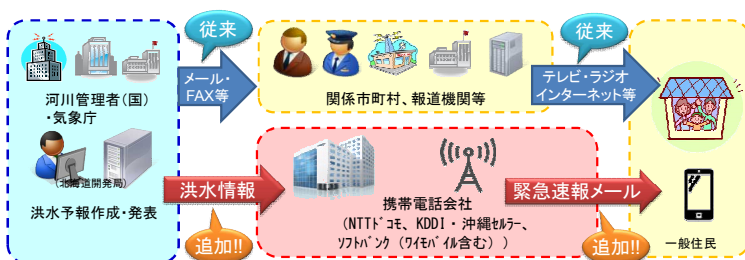 従来
従来
メール・
FAX等
テレビ・ラジオ
インターネット等
河川管理者(国)
・気象庁
関係市町村、報道機関等
(北海道開発局)
洪水予報作成・発表
洪水情報
追加!!
携帯電話会社
(NTTﾄﾞｺﾓ、KDDI・沖縄ｾﾙﾗｰ、
ｿﾌﾄﾊﾞﾝｸ（ﾜｲﾓﾊﾞｲﾙ含む）)
緊急速報メール
追加!!
一般住民